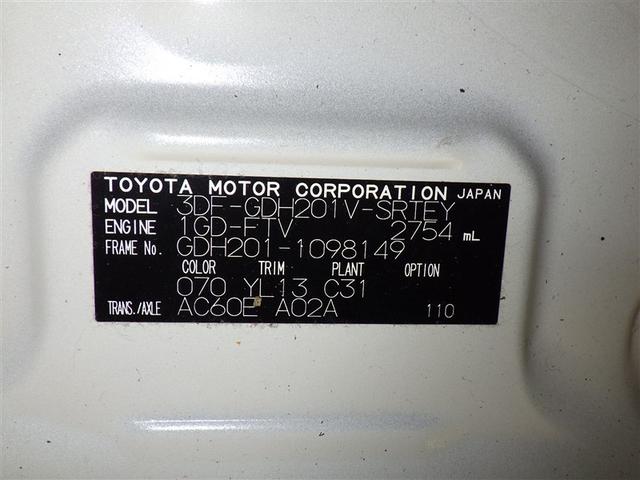 TOYOTA MOTOR CORPORATION JAPAN
MODEL 3DF-GDH201V-SRTEY
ENGINE 1GD-FTV 2754 mL
FRAME No. GDH201-1098149
COLOR TRIM PLANT OPTION
070 YL13 C31
TRANS./AXLE AC60E A02A 110